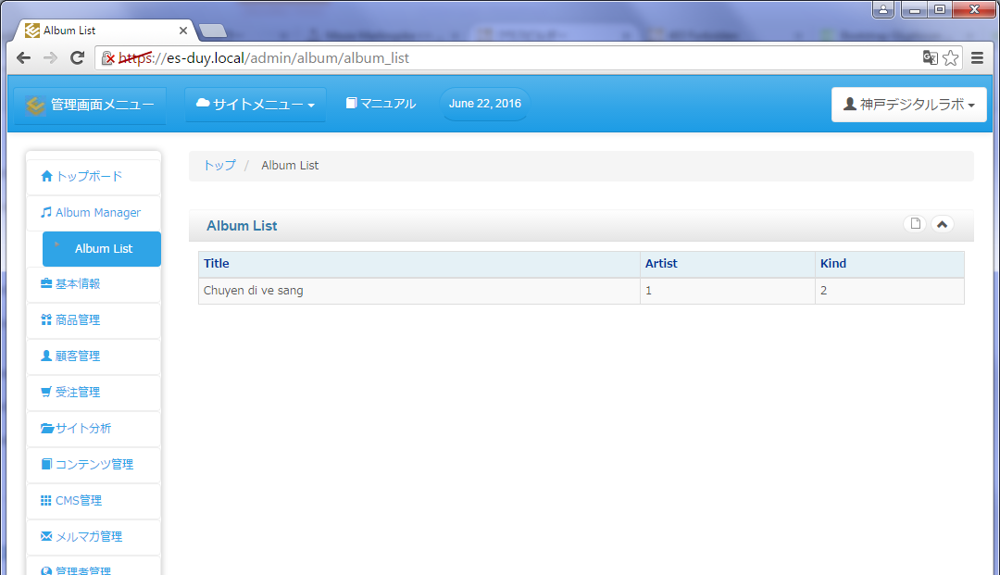 Album List
https://es-duy.local/admin/album/album_list
管理画面メニュー
サイトメニュー
マニュアル
June 22, 2016
神戸デジタルラボ
トップボード
Album Manager
Album List
基本情報
商品管理
顧客管理
受注管理
サイト分析
コンテンツ管理
CMS管理
メルマガ管理
管理者管理
トップ / Album List
Album List
Title Artist Kind
Chuyen di ve sang 1 2